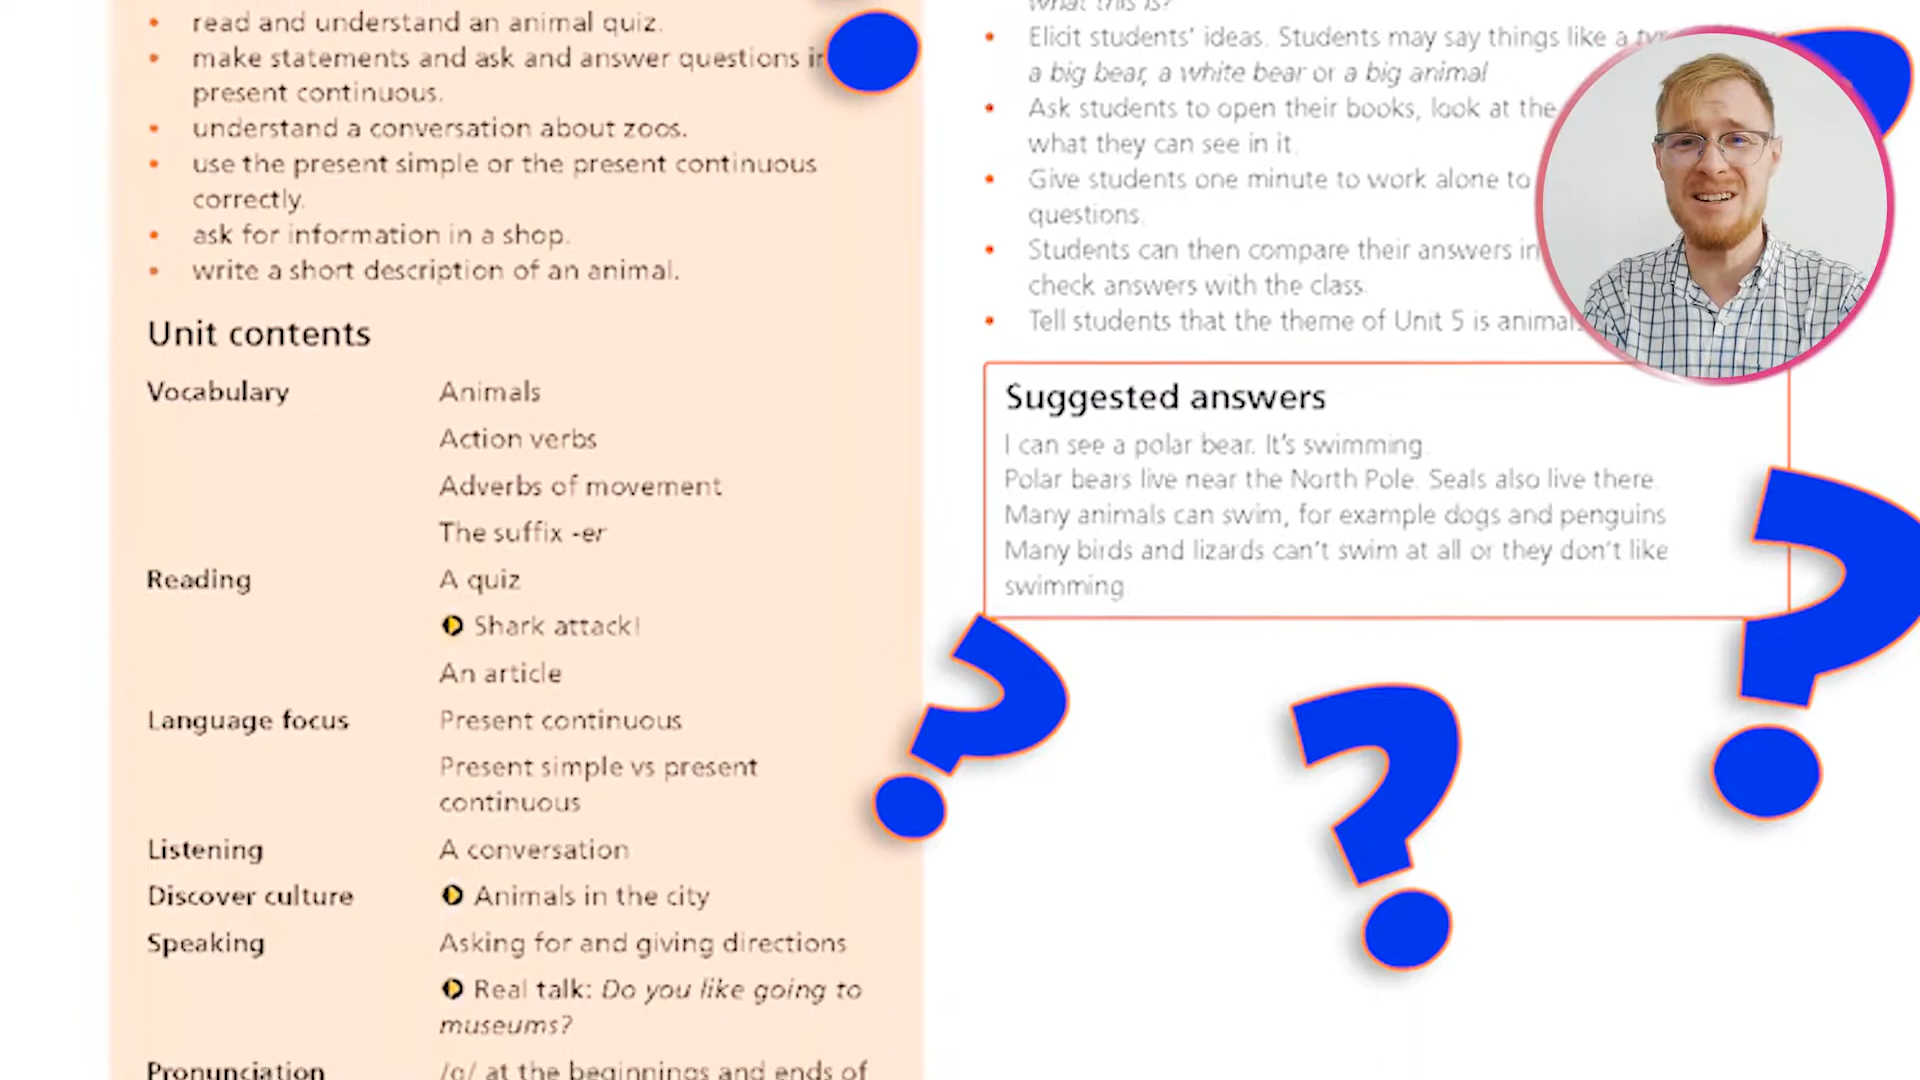 read and understand an animal quiz.
make statements and ask and answer questions
present continuous.
understand a conversation about zoos.
use the present simple or the present continuous
correctly.
ask for information in a shop.
write a short description of an animal.
Unit contents
Vocabulary Animals
Action verbs
Adverbs of movement
The suffix -er
Reading A quiz
Shark attack!
An article
Language focus Present continuous
Present simple vs present
continuous
Listening A conversation
Discover culture Animals in the city
Speaking Asking for and giving directions
Real talk: Do you like going to
museums?
Pronunciation /g/ at the beginnings and ends of
what this is?
Elicit students' ideas. Students may say things like a
a big bear, a white bear or a big animal
Ask students to open their books, look at the
what they can see in it.
Give students one minute to work alone to
questions.
Students can then compare their answers in
check answers with the class.
Tell students that the theme of Unit 5 is
Suggested answers
I can see a polar bear. It's swimming.
Polar bears live near the North Pole. Seals also live there.
Many animals can swim, for example dogs and penguins
Many birds and lizards can't swim at all or they don't like
swimming
? ? ?